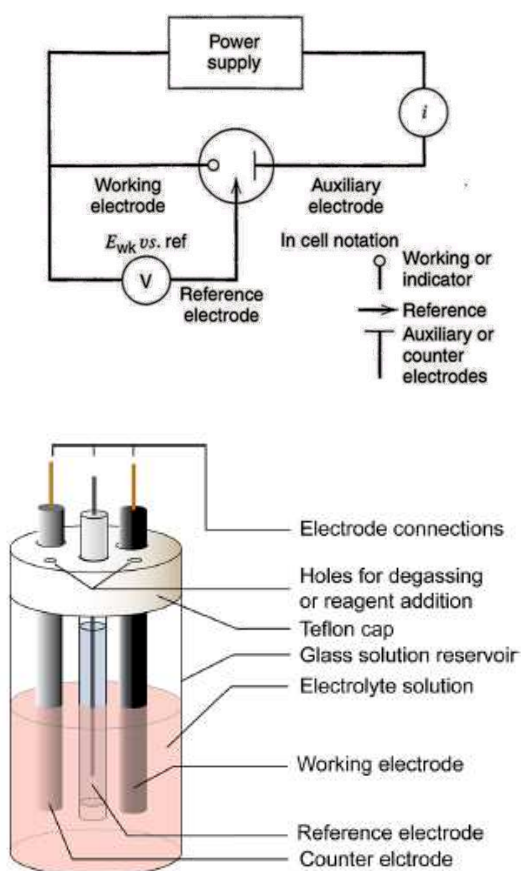 Power
supply
i
Working
electrode
Auxiliary
electrode
E_wk vs. ref
V
Reference
electrode
In cell notation
Working or
indicator
Reference
Auxiliary or
counter
electrodes
Electrode connections
Holes for degassing
or reagent addition
Teflon cap
Glass solution reservoir
Electrolyte solution
Working electrode
Reference electrode
Counter elctrode